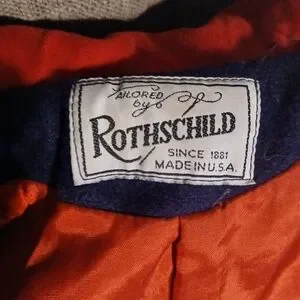 TAILORED
by
ROTHSCHILD
SINCE 1881
MADE IN U.S.A.